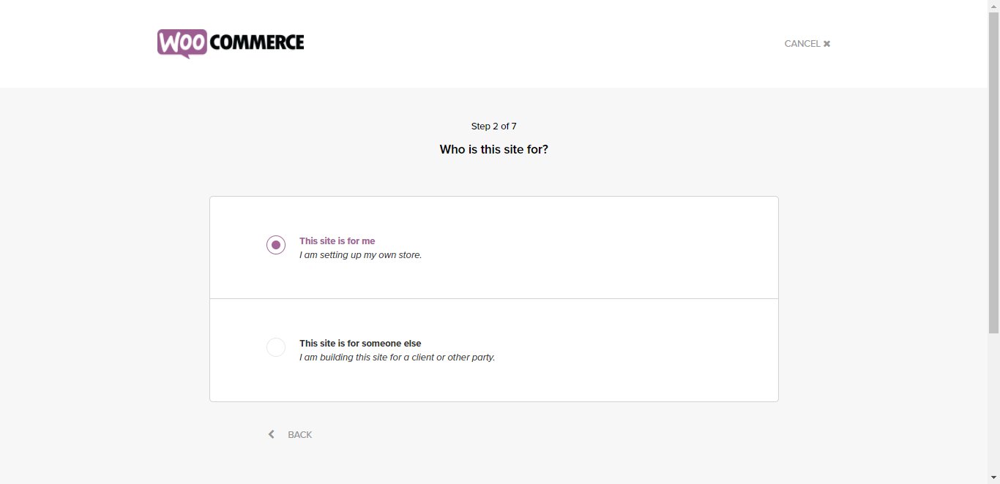 WOO COMMERCE
CANCEL ✖
Step 2 of 7
Who is this site for?
This site is for me
I am setting up my own store.
This site is for someone else
I am building this site for a client or other party.
BACK